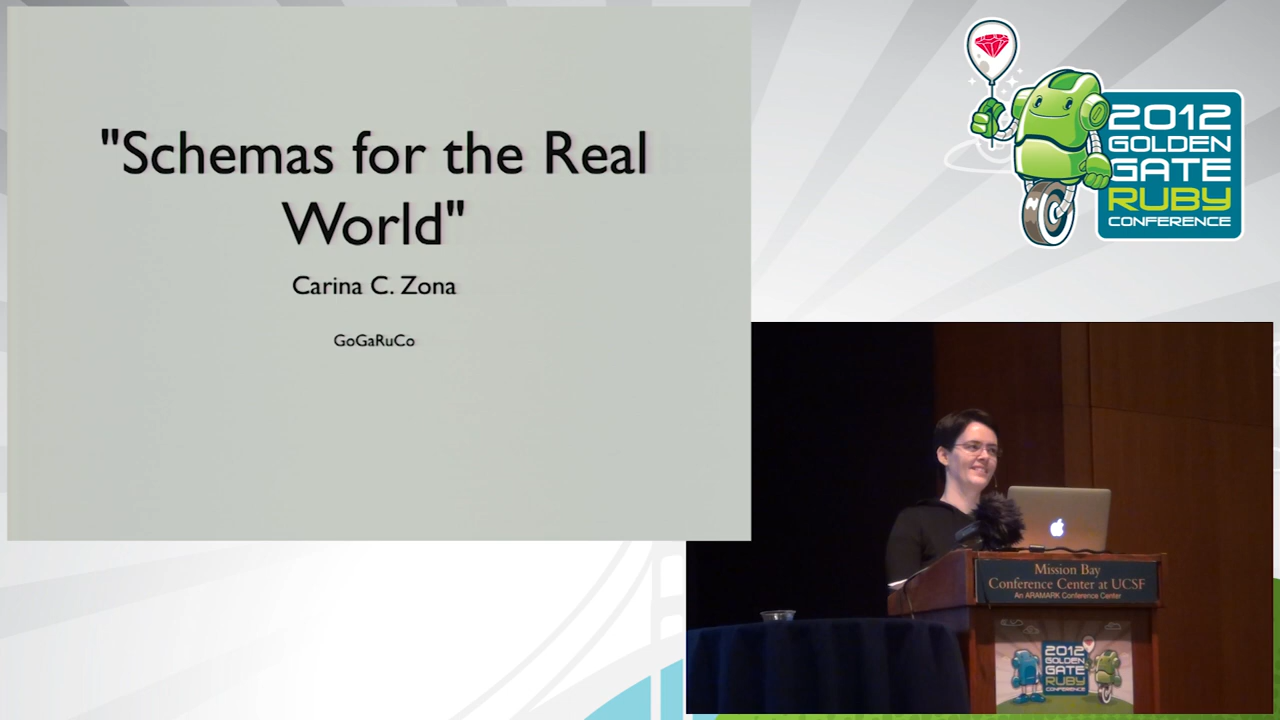 "Schemas for the Real
World"
Carina C. Zona
GoGaRuCo
2012
GOLDEN
GATE
RUBY
CONFERENCE
Mission Bay
Conference Center at UCSF
An ARAMARK Conference Center
2012
GOLDEN
GATE
RUBY
CONFERENCE